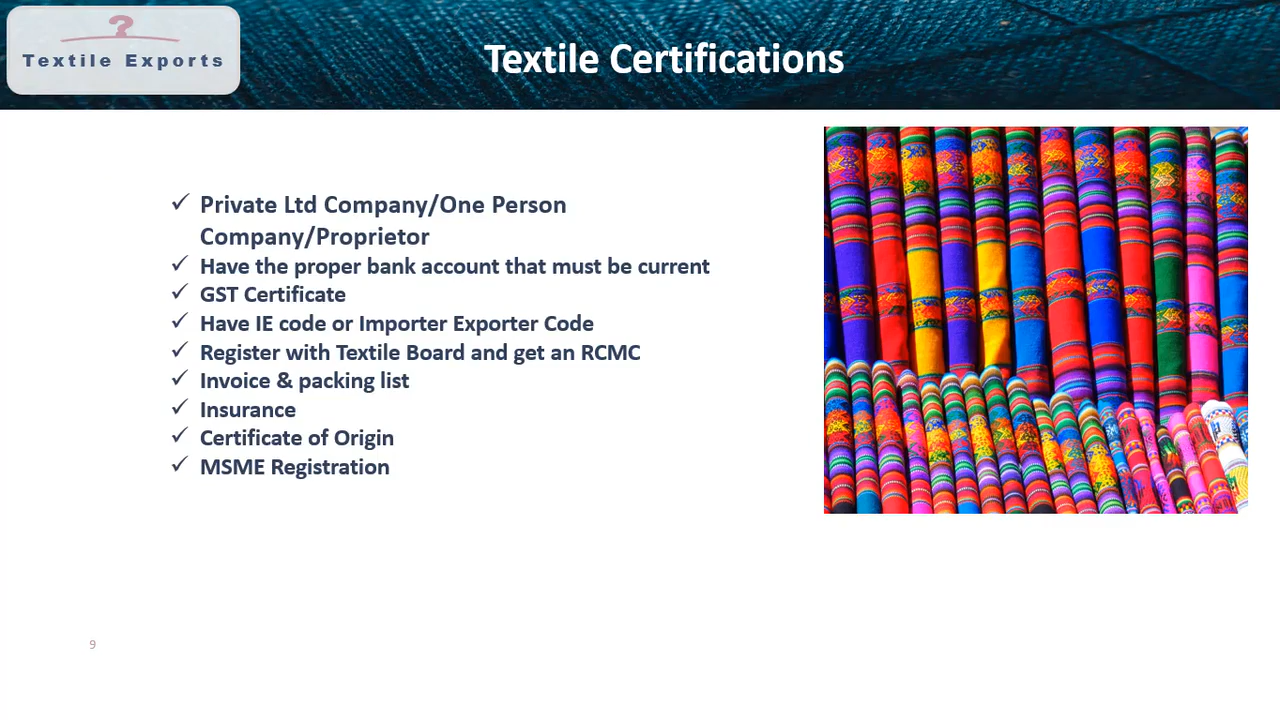 ?
Textile Exports
Textile Certifications
✓ Private Ltd Company/One Person
Company/Proprietor
✓ Have the proper bank account that must be current
✓ GST Certificate
✓ Have IE code or Importer Exporter Code
✓ Register with Textile Board and get an RCMC
✓ Invoice & packing list
✓ Insurance
✓ Certificate of Origin
✓ MSME Registration
9